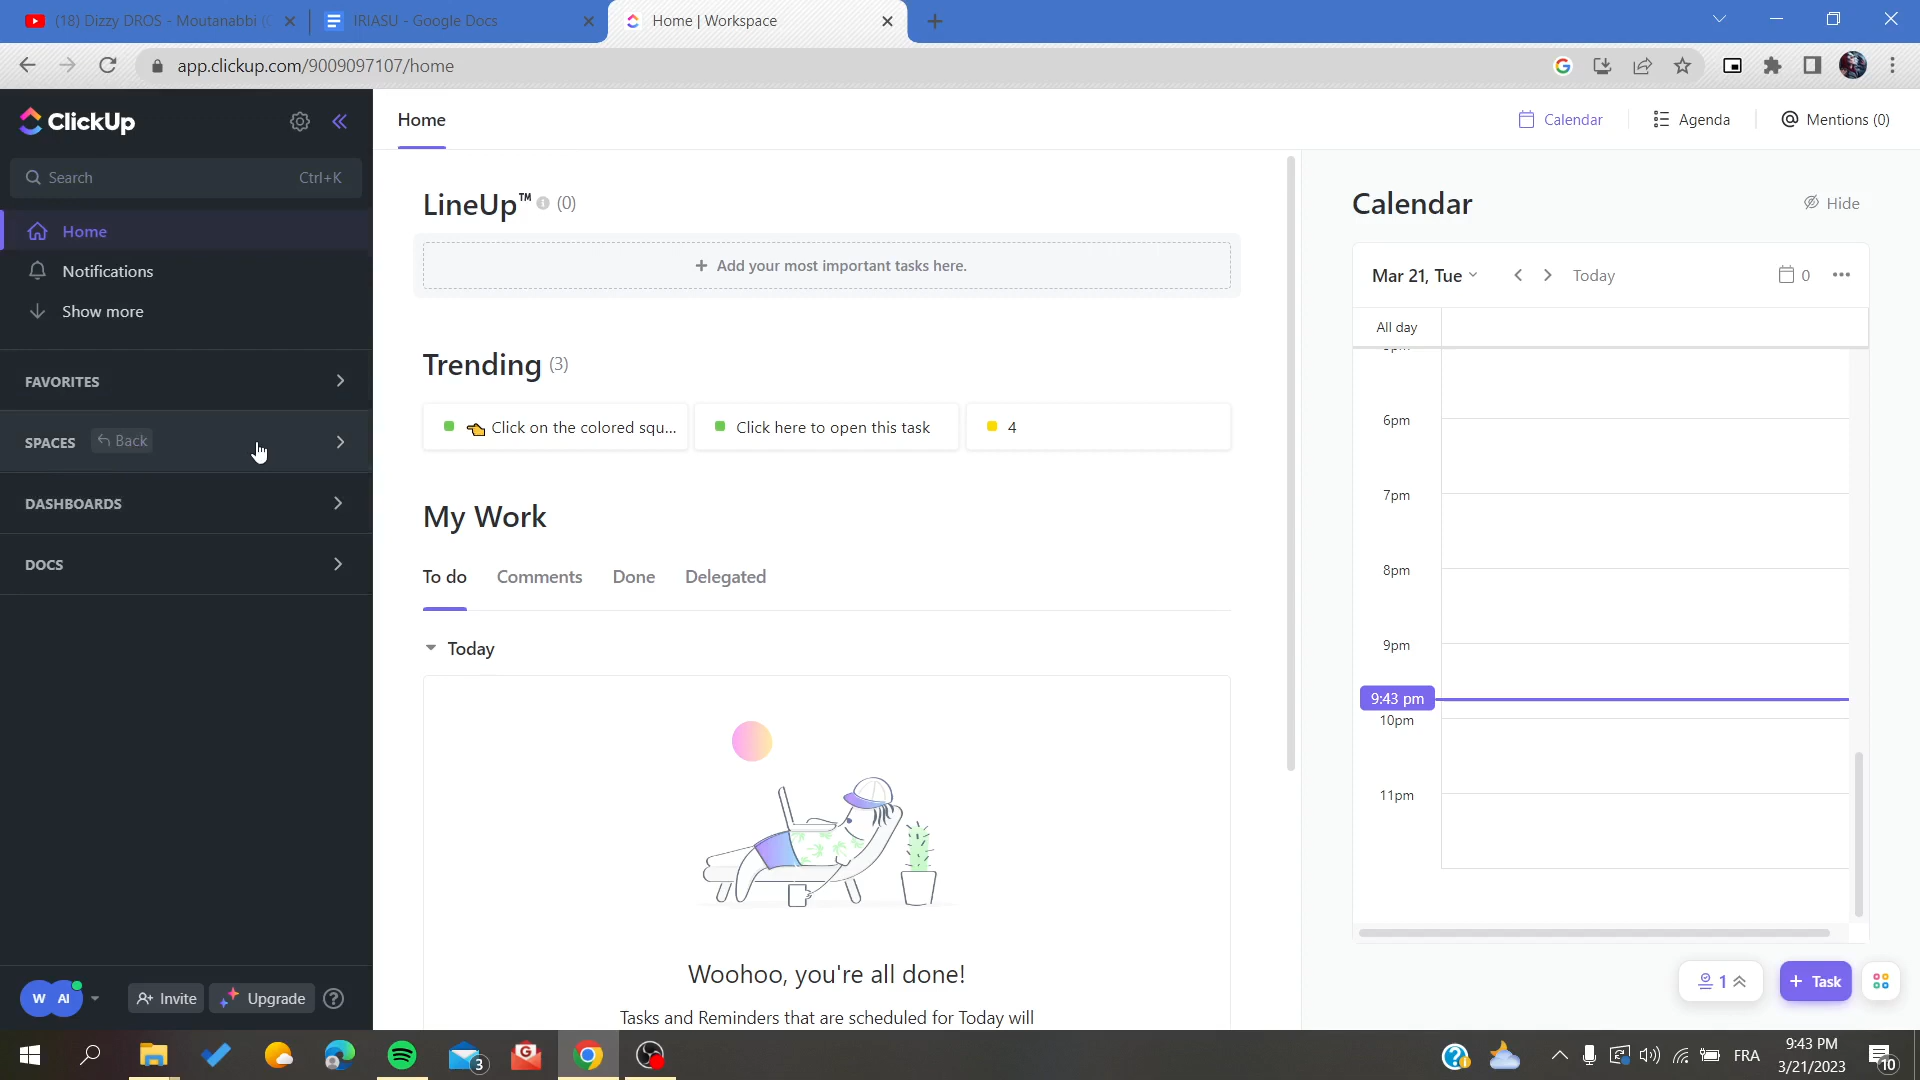 (18) Dizzy DROS - Moutanabbi (
IRIASU - Google Docs
Home | Workspace
app.clickup.com/9009097107/home
ClickUp
Search
Ctrl+K
Home
Notifications
Show more
FAVORITES
SPACES
Back
DASHBOARDS
DOCS
W
AI
Invite
Upgrade
Home
Calendar
Agenda
Mentions (0)
LineUp™ (0)
+ Add your most important tasks here.
Trending (3)
Click on the colored squ...
Click here to open this task
4
My Work
To do
Comments
Done
Delegated
Today
Woohoo, you're all done!
Tasks and Reminders that are scheduled for Today will
Calendar
Hide
Mar 21, Tue
Today
0
All day
6pm
7pm
8pm
9pm
9:43 pm
10pm
11pm
1
+ Task
3
FRA
9:43 PM
3/21/2023
10